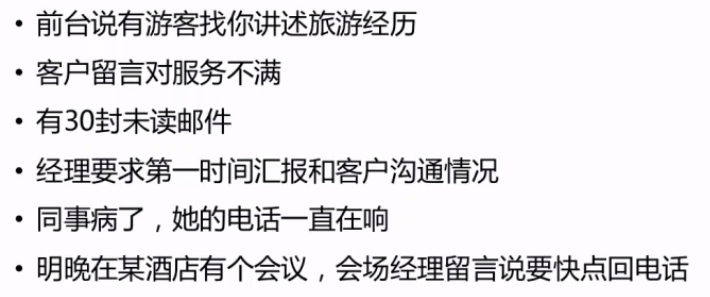 • 前台说有游客找你讲述旅游经历
• 客户留言对服务不满
• 有30封未读邮件
• 经理要求第一时间汇报和客户沟通情况
• 同事病了，她的电话一直在响
• 明晚在某酒店有个会议，会场经理留言说要快点回电话